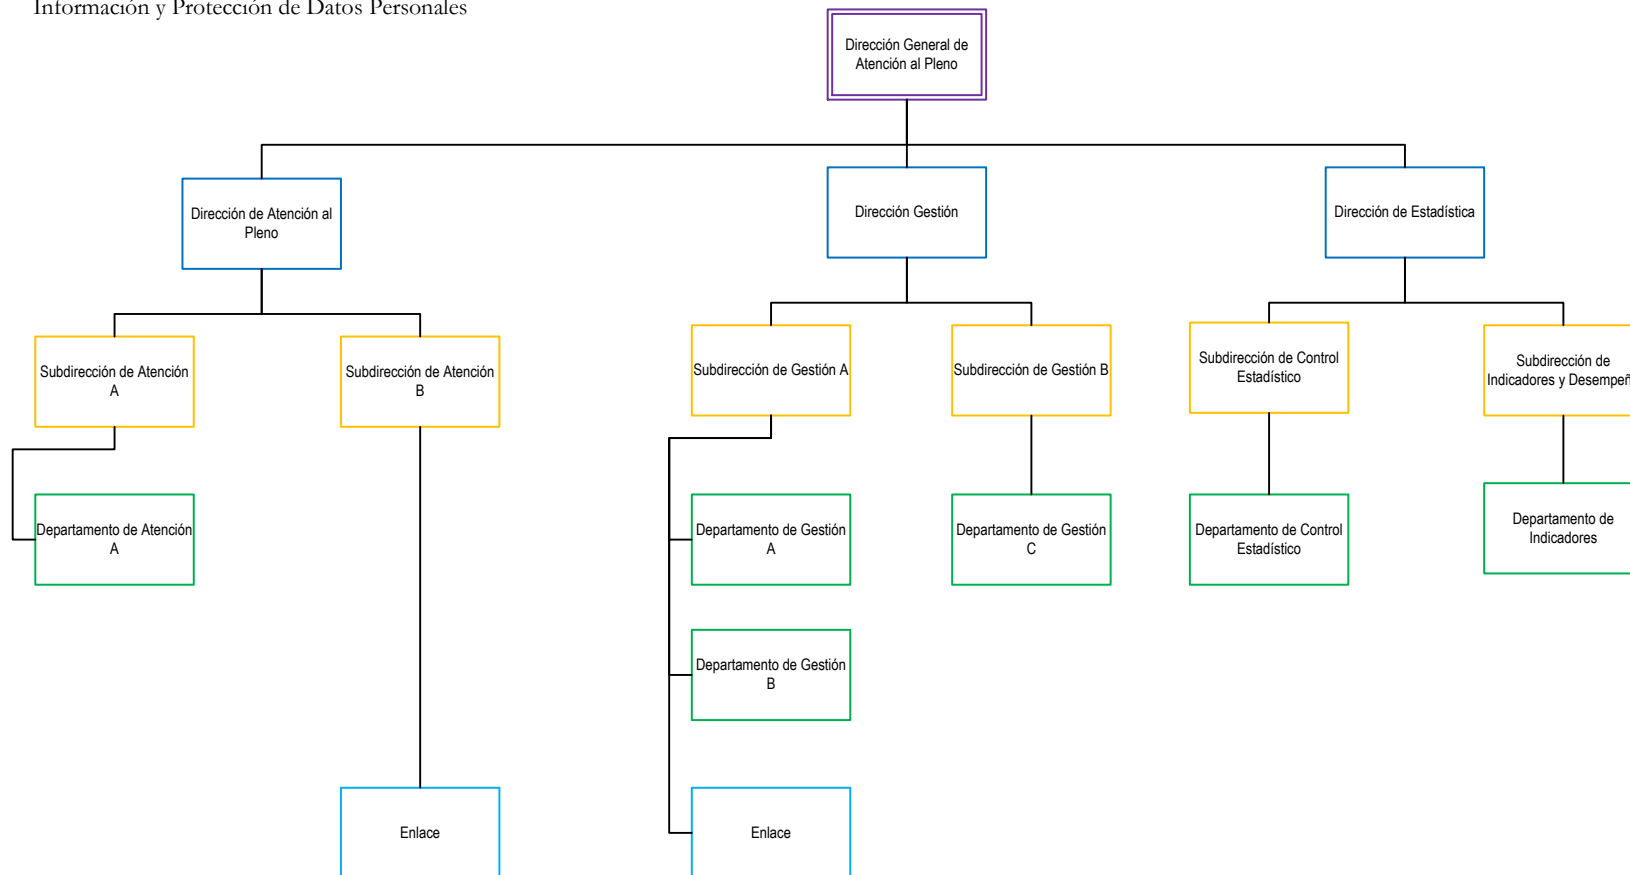 Información y Protección de Datos Personales
Dirección General de
Atención al Pleno
Dirección de Atención al
Pleno
Dirección Gestión
Dirección de Estadística
Subdirección de Atención
A
Subdirección de Atención
B
Subdirección de Gestión A
Subdirección de Gestión B
Subdirección de Control
Estadístico
Subdirección de
Indicadores y Desempeñ
Departamento de Atención
A
Departamento de Gestión
A
Departamento de Gestión
C
Departamento de Control
Estadístico
Departamento de
Indicadores
Departamento de Gestión
B
Enlace
Enlace